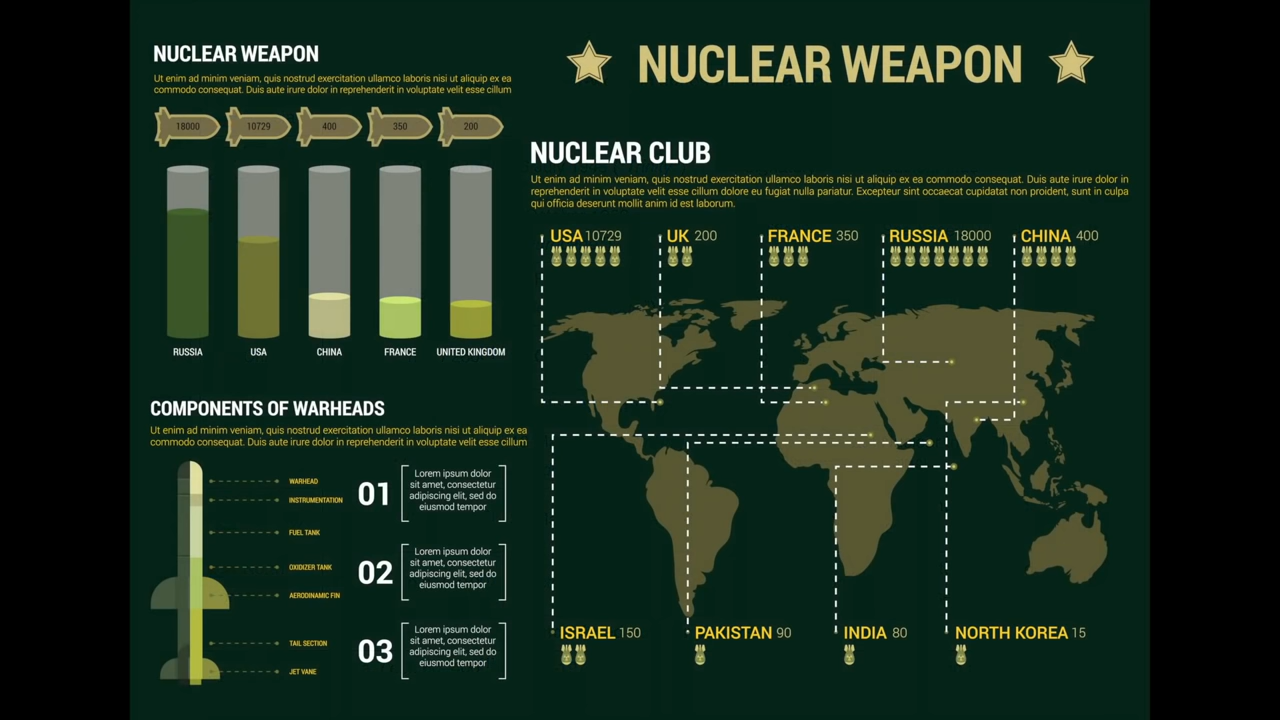 NUCLEAR WEAPON
Ut enim ad minim veniam, quis nostrud exercitation ullamco laboris nisi ut aliquip ex ea
commodo consequat. Duis aute irure dolor in reprehenderit in voluptate velit esse cillum
18000 10729 400 350 200
RUSSIA USA CHINA FRANCE UNITED KINGDOM
COMPONENTS OF WARHEADS
Ut enim ad minim veniam, quis nostrud exercitation ullamco laboris nisi ut aliquip ex ea
commodo consequat. Duis aute irure dolor in reprehenderit in voluptate velit esse cillum
WARHEAD
INSTRUMENTATION
FUEL TANK
OXIDIZER TANK
AERODINAMIC FIN
TAIL SECTION
JET VANE
01
Lorem ipsum dolor
sit amet, consectetur
adipiscing elit, sed do
eiusmod tempor
02
Lorem ipsum dolor
sit amet, consectetur
adipiscing elit, sed do
eiusmod tempor
03
Lorem ipsum dolor
sit amet, consectetur
adipiscing elit, sed do
eiusmod tempor
NUCLEAR WEAPON
NUCLEAR CLUB
Ut enim ad minim veniam, quis nostrud exercitation ullamco laboris nisi ut aliquip ex ea commodo consequat. Duis aute irure dolor in
reprehenderit in voluptate velit esse cillum dolore eu fugiat nulla pariatur. Excepteur sint occaecat cupidatat non proident, sunt in culpa
qui officia deserunt mollit anim id est laborum.
USA 10729 UK 200 FRANCE 350 RUSSIA 18000 CHINA 400
ISRAEL 150 PAKISTAN 90 INDIA 80 NORTH KOREA 15